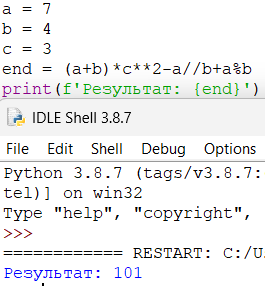 a = 7
b = 4
c = 3
end = (a+b)*c**2-a//b+a%b
print(f'Результат: {end}')
IDLE Shell 3.8.7
File Edit Shell Debug Options
Python 3.8.7 (tags/v3.8.7:
tel)] on win32
Type "help", "copyright",
>>>
============ RESTART: C:/U
Результат: 101